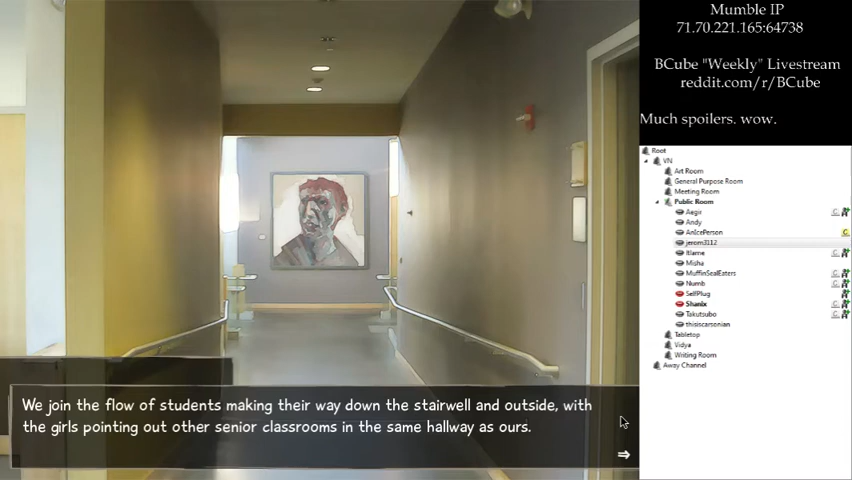 Mumble IP
71.70.221.165:64738
BCube "Weekly" Livestream
reddit.com/r/BCube
Much spoilers. wow.
Root
VN
Art Room
General Purpose Room
Meeting Room
Public Room
Aegir
Andy
AnIcePerson
jerom3112
Itlame
Misha
MuffinSealEaters
Numb
SelfPlug
Shanix
Takutsubo
thisiscarsonian
Tabletop
Vidya
Writing Room
Away Channel
We join the flow of students making their way down the stairwell and outside, with
the girls pointing out other senior classrooms in the same hallway as ours.